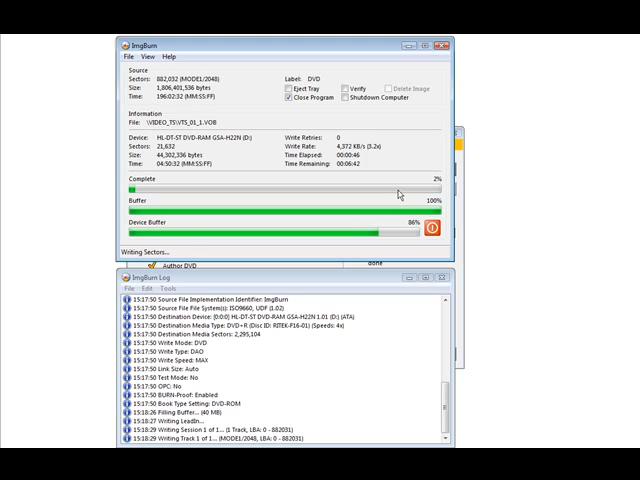 ImgBurn
File View Help
Source
Sectors: 882,032 (MODE1/2048) Label: DVD
Size: 1,806,401,536 bytes Eject Tray Verify Delete Image
Time: 196:02:32 (MM:SS/FF) Close Program Shutdown Computer
Information
File: \VIDEO_TS\VTS_01_1.VOB
Device: HL-DT-ST DVD-RAM GSA-H22N (D:) Write Retries: 0
Sectors: 21,632 Write Rate: 4,372 KB/s (3.2x)
Size: 44,302,336 bytes Time Elapsed: 0:00:46
Time: 04:50:32 (MM:SS/FF) Time Remaining: 0:06:42
Complete 2%
Buffer 100%
Device Buffer 86%
Writing Sectors...
Author DVD done
ImgBurn Log
File Edit Tools
15:17:50 Source File Implementation Identifier: ImgBurn
15:17:50 Source File File System(s): ISO9660, UDF (1.02)
15:17:50 Destination Device: [0:0:0] HL-DT-ST DVD-RAM GSA-H22N 1.01 (D:) (ATA)
15:17:50 Destination Media Type: DVD+R (Disc ID: RITEK-F16-01) (Speeds: 4x)
15:17:50 Destination Media Sectors: 2,295,104
15:17:50 Write Mode: DVD
15:17:50 Write Type: DAO
15:17:50 Write Speed: MAX
15:17:50 Link Size: Auto
15:17:50 Test Mode: No
15:17:50 OPC: No
15:17:50 BURN-Proof: Enabled
15:17:50 Book Type Setting: DVD-ROM
15:18:26 Filling Buffer... (40 MB)
15:18:27 Writing LeadIn...
15:18:29 Writing Session 1 of 1... (1 Track, LBA: 0 - 882031)
15:18:29 Writing Track 1 of 1... (MODE1/2048, LBA: 0 - 882031)